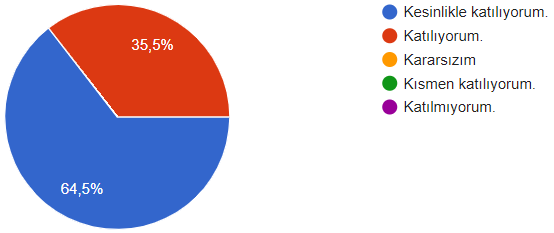 35,5%
64,5%
Kesinlikle katılıyorum.
Katılıyorum.
Kararsızım
Kısmen katılıyorum.
Katılmıyorum.